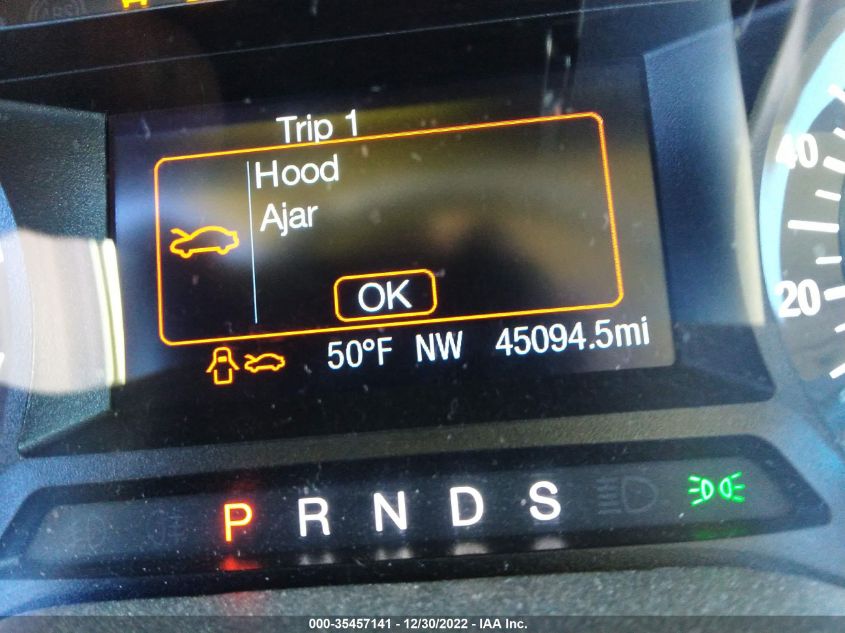 Trip 1
Hood
Ajar
OK
50°F NW 45094.5mi
40
20
P R N D S
000-35457141 - 12/30/2022 - IAA Inc.